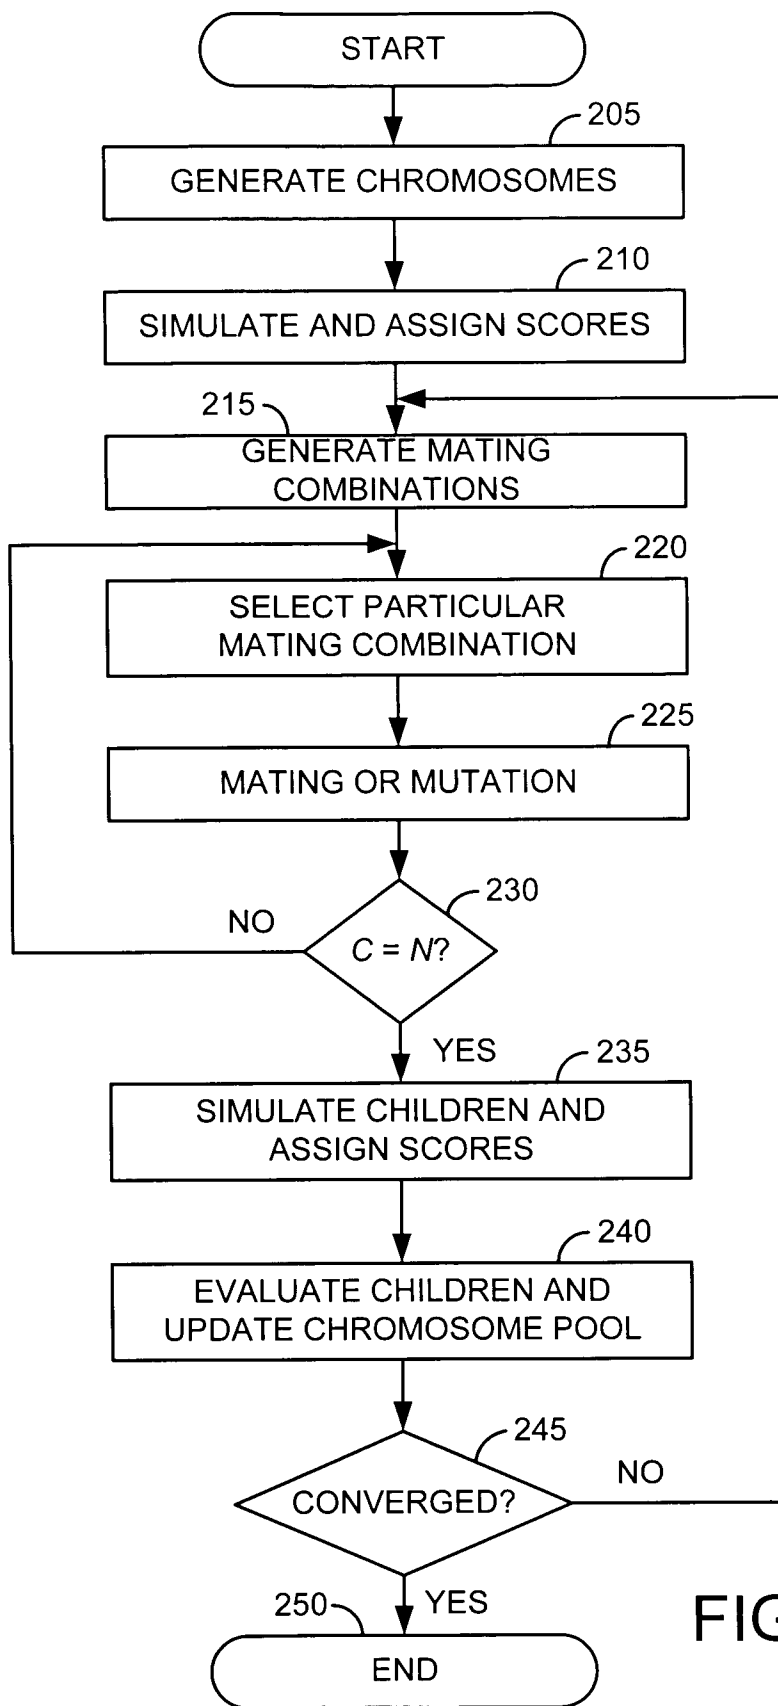 START
205
GENERATE CHROMOSOMES
210
SIMULATE AND ASSIGN SCORES
215
GENERATE MATING
COMBINATIONS
220
SELECT PARTICULAR
MATING COMBINATION
225
MATING OR MUTATION
230
NO
C = N?
YES
235
SIMULATE CHILDREN AND
ASSIGN SCORES
240
EVALUATE CHILDREN AND
UPDATE CHROMOSOME POOL
245
NO
CONVERGED?
YES
250
FIG
END